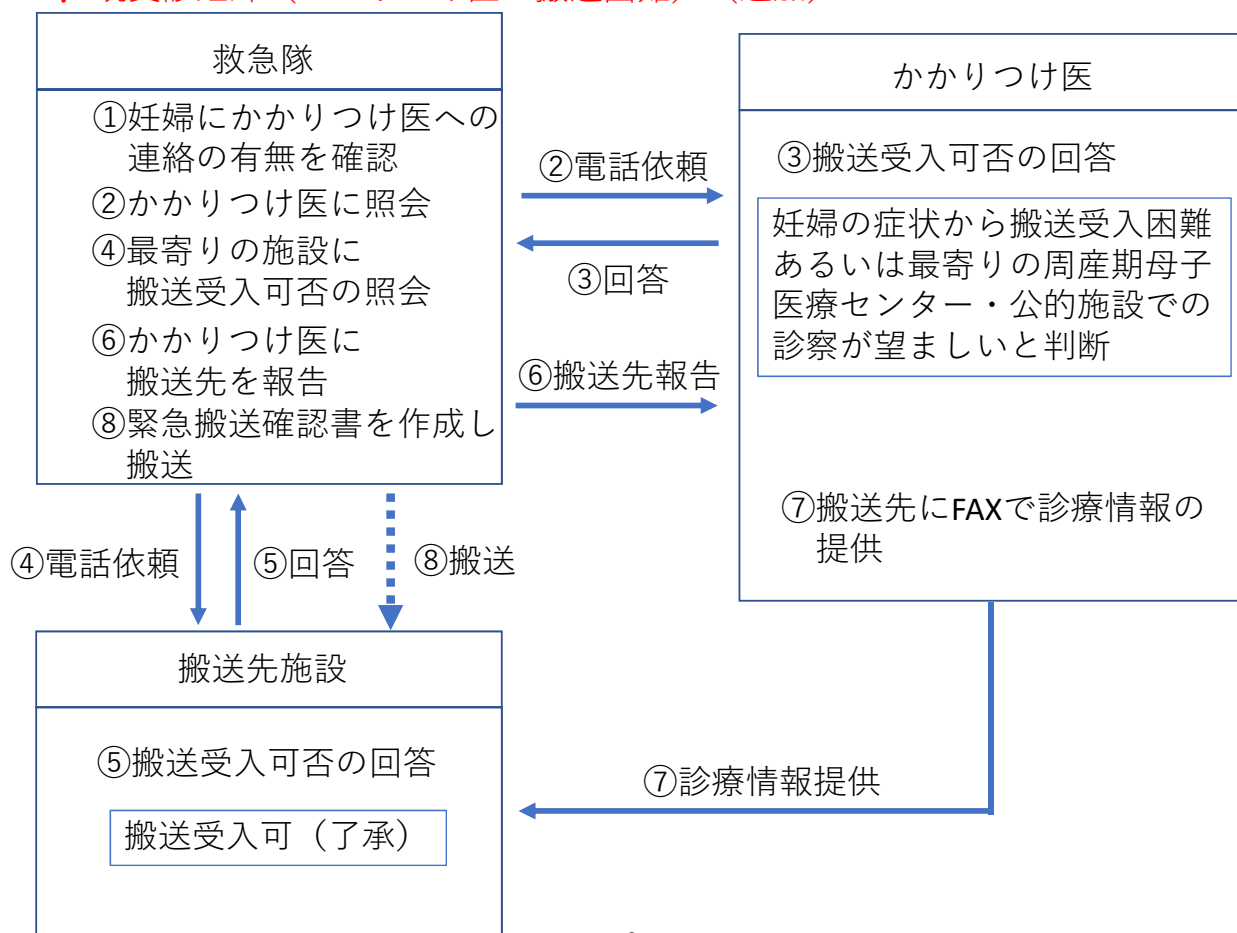 救急隊
①妊婦にかかりつけ医への
連絡の有無を確認
②かかりつけ医に照会
④最寄りの施設に
搬送受入可否の照会
⑥かかりつけ医に
搬送先を報告
⑧緊急搬送確認書を作成し
搬送
②電話依頼
③回答
⑥搬送先報告
かかりつけ医
③搬送受入可否の回答
妊婦の症状から搬送受入困難
あるいは最寄りの周産期母子
医療センター・公的施設での
診察が望ましいと判断
⑦搬送先にFAXで診療情報の
提供
④電話依頼
⑤回答
⑧搬送
搬送先施設
⑤搬送受入可否の回答
搬送受入可（了承）
⑦診療情報提供